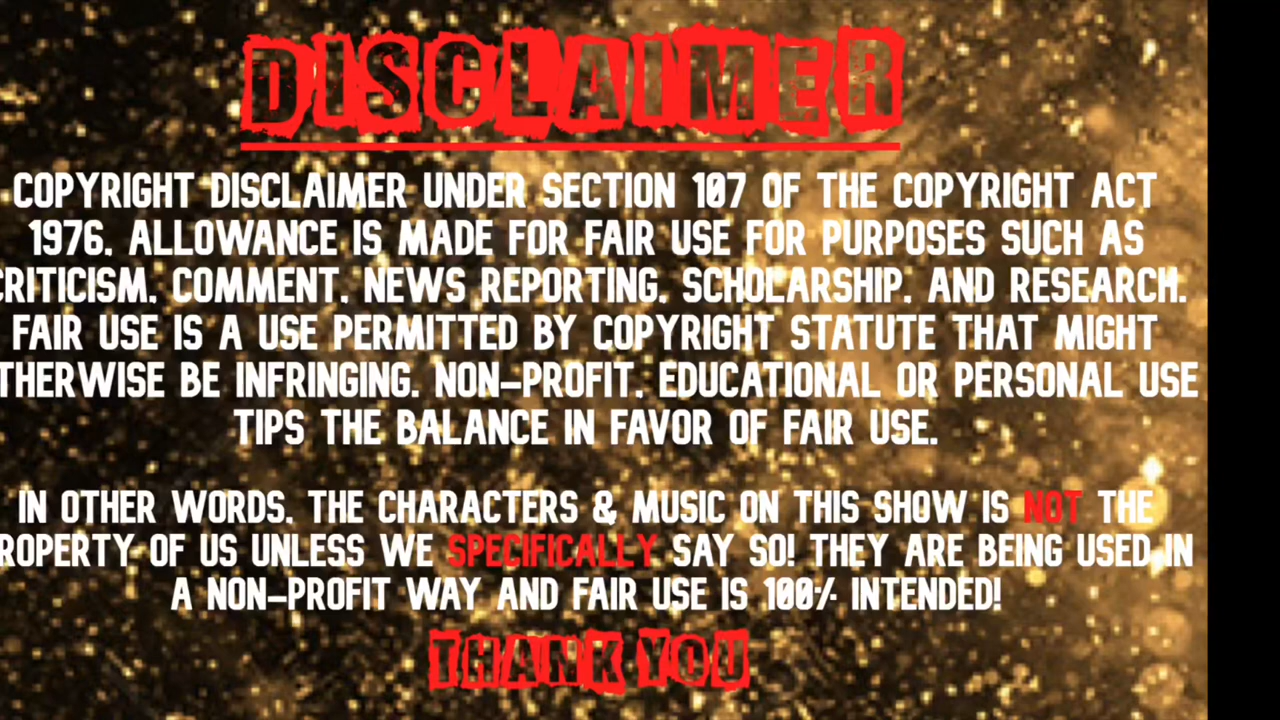 DISCLAIMER
COPYRIGHT DISCLAIMER UNDER SECTION 107 OF THE COPYRIGHT ACT
1976, ALLOWANCE IS MADE FOR FAIR USE FOR PURPOSES SUCH AS
CRITICISM, COMMENT, NEWS REPORTING, SCHOLARSHIP, AND RESEARCH.
FAIR USE IS A USE PERMITTED BY COPYRIGHT STATUTE THAT MIGHT
THERWISE BE INFRINGING. NON-PROFIT, EDUCATIONAL OR PERSONAL USE
TIPS THE BALANCE IN FAVOR OF FAIR USE.
IN OTHER WORDS, THE CHARACTERS & MUSIC ON THIS SHOW IS NOT THE
ROPERTY OF US UNLESS WE SPECIFICALLY SAY SO! THEY ARE BEING USED IN
A NON-PROFIT WAY AND FAIR USE IS 100% INTENDED!
THANK YOU